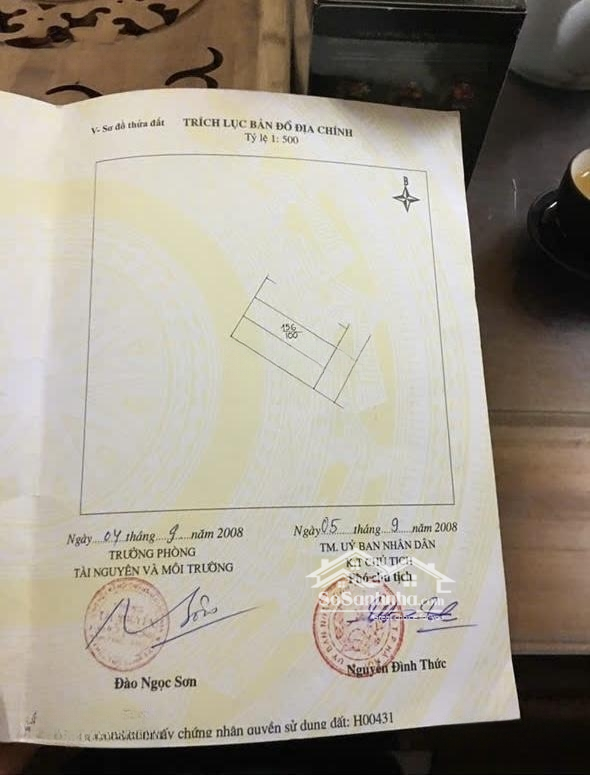 V- Sơ đồ thửa đất TRÍCH LỤC BẢN ĐỒ ĐỊA CHÍNH
Tỷ lệ 1: 500
B
156
100
Ngày....04 tháng...9....năm 2008
TRƯỞNG PHÒNG
TÀI NGUYÊN VÀ MÔI TRƯỜNG
Đào Ngọc Sơn
Ngày 05 ....tháng ...9...năm 2008
TM. UỶ BAN NHÂN DÂN
K.T CHỦ TỊCH
Phó chủ tịch
SoSanhnha.com
Nguyễn Đình Thức
giấy chứng nhận quyền sử dụng đất: H00431